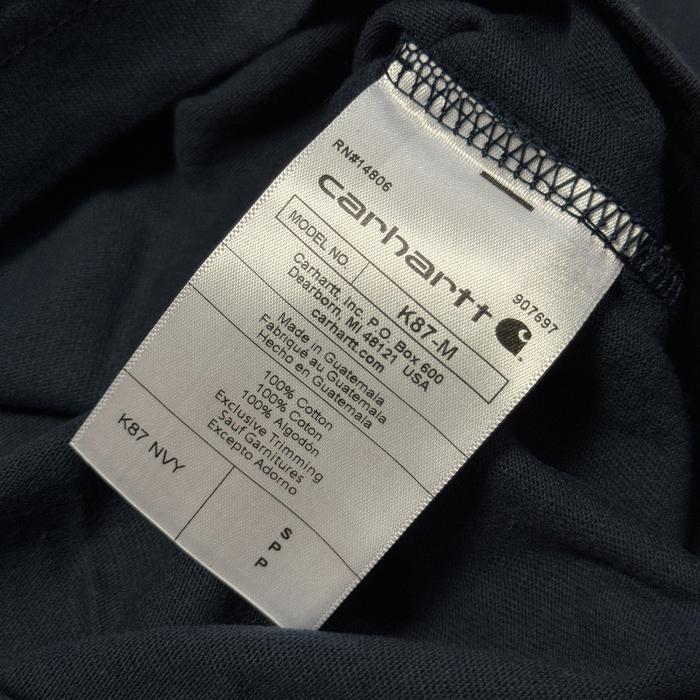 RN#14806
carhartt
907697
MODEL NO.
K87-M
Carhartt, Inc. P.O. Box 600
Dearborn, MI 48121 USA
carhartt.com
Made in Guatemala
Fabriqué au Guatemala
Hecho en Guatemala
100% Cotton
100% Coton
100% Algodón
Exclusive Trimming
Sauf Garnitures
Excepto Adorno
K87 NVY
S
P
P